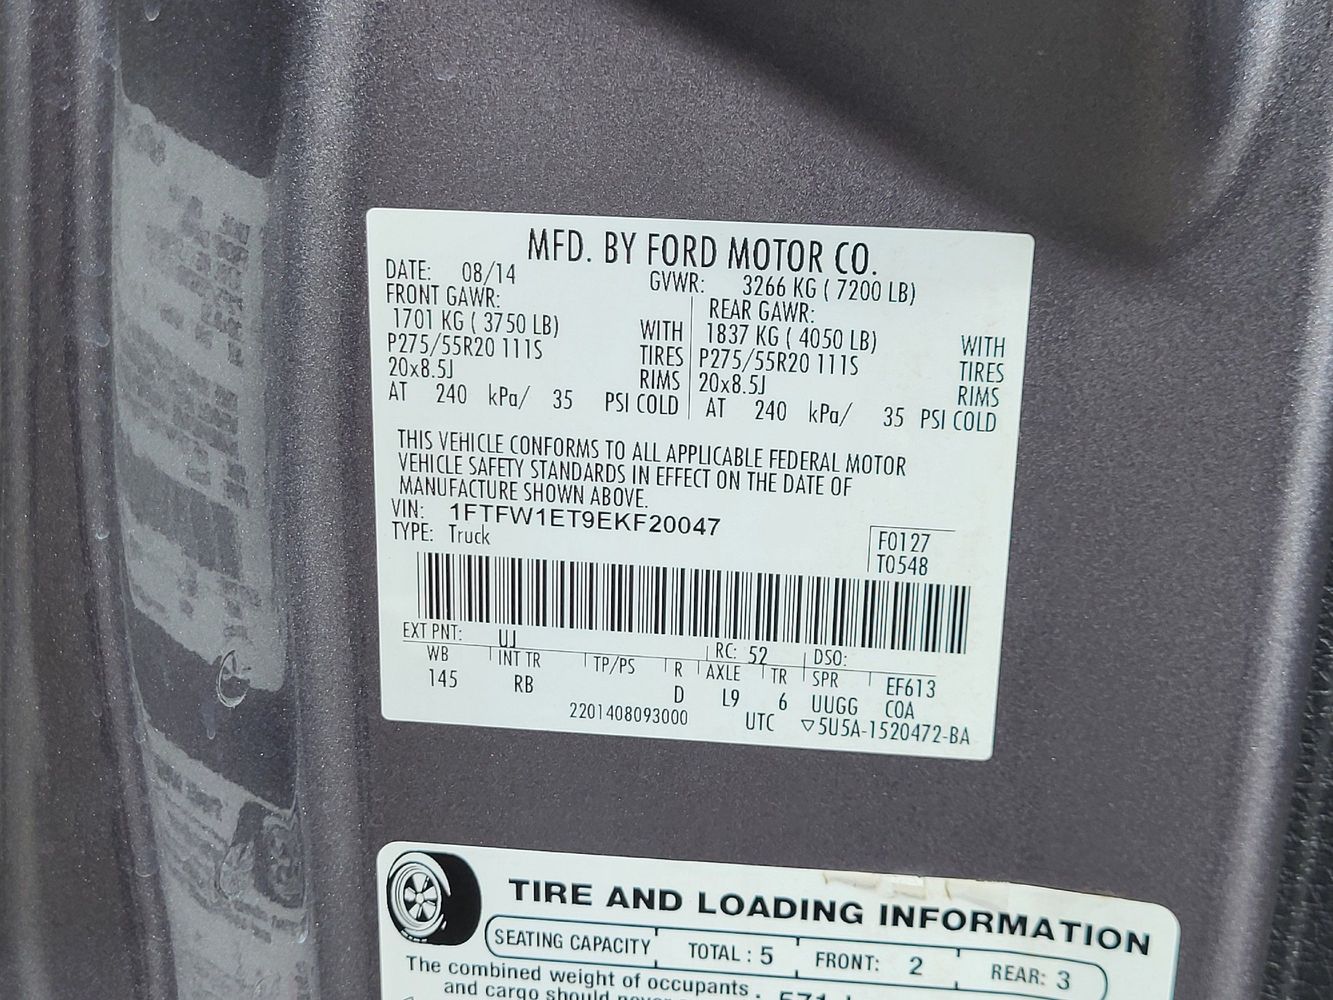 MFD. BY FORD MOTOR CO.
DATE: 08/14 GVWR: 3266 KG ( 7200 LB)
FRONT GAWR: REAR GAWR:
1701 KG ( 3750 LB) WITH 1837 KG ( 4050 LB) WITH
P275/55R20 111S TIRES P275/55R20 111S TIRES
20x8.5J RIMS 20x8.5J RIMS
AT 240 kPa/ 35 PSI COLD AT 240 kPa/ 35 PSI COLD
THIS VEHICLE CONFORMS TO ALL APPLICABLE FEDERAL MOTOR
VEHICLE SAFETY STANDARDS IN EFFECT ON THE DATE OF
MANUFACTURE SHOWN ABOVE.
VIN: 1FTFW1ET9EKF20047
TYPE: Truck
F0127
T0548
EXT PNT: UJ RC: 52 DSO:
WB INT TR TP/PS R AXLE TR SPR EF613
145 RB D L9 6 UUGG COA
2201408093000 UTC ▽5U5A-1520472-BA
TIRE AND LOADING INFORMATION
SEATING CAPACITY TOTAL : 5 FRONT: 2 REAR: 3
The combined weight of occupants
and cargo should never